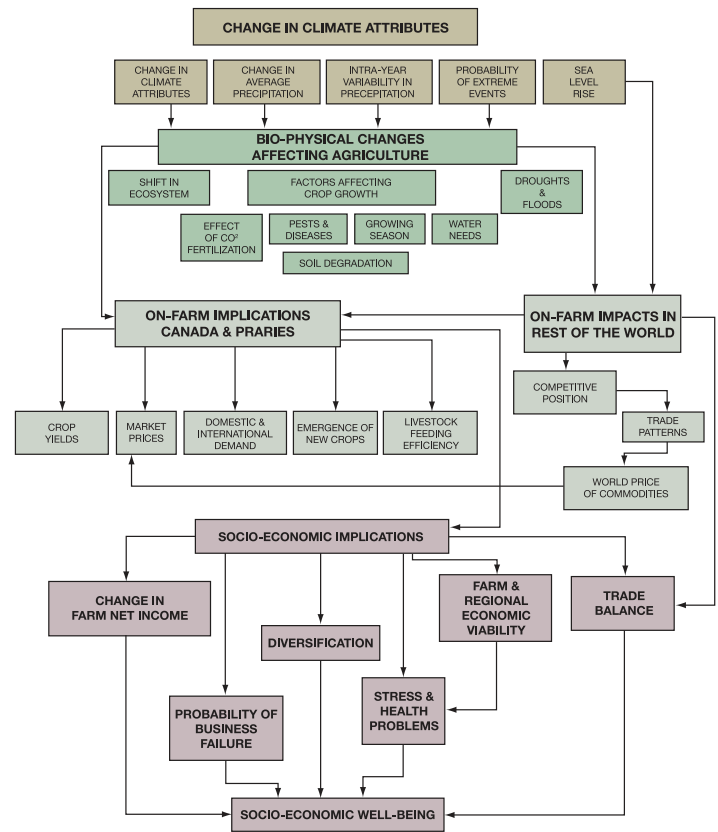 CHANGE IN CLIMATE ATTRIBUTES
CHANGE IN
CLIMATE
ATTRIBUTES
CHANGE IN
AVERAGE
PRECIPITATION
INTRA-YEAR
VARIABILITY IN
PRECEPITATION
PROBABILITY
OF EXTREME
EVENTS
SEA
LEVEL
RISE
BIO-PHYSICAL CHANGES
AFFECTING AGRICULTURE
SHIFT IN
ECOSYSTEM
FACTORS AFFECTING
CROP GROWTH
DROUGHTS
&
FLOODS
EFFECT
OF CO²
FERTILIZATION
PESTS &
DISEASES
GROWING
SEASON
WATER
NEEDS
SOIL DEGRADATION
ON-FARM IMPLICATIONS
CANADA & PRARIES
ON-FARM IMPACTS IN
REST OF THE WORLD
COMPETITIVE
POSITION
CROP
YIELDS
MARKET
PRICES
DOMESTIC &
INTERNATIONAL
DEMAND
EMERGENCE OF
NEW CROPS
LIVESTOCK
FEEDING
EFFICIENCY
TRADE
PATTERNS
WORLD PRICE
OF COMMODITIES
SOCIO-ECONOMIC IMPLICATIONS
CHANGE IN
FARM NET INCOME
FARM &
REGIONAL
ECONOMIC
VIABILITY
TRADE
BALANCE
DIVERSIFICATION
PROBABILITY OF
BUSINESS
FAILURE
STRESS &
HEALTH
PROBLEMS
SOCIO-ECONOMIC WELL-BEING